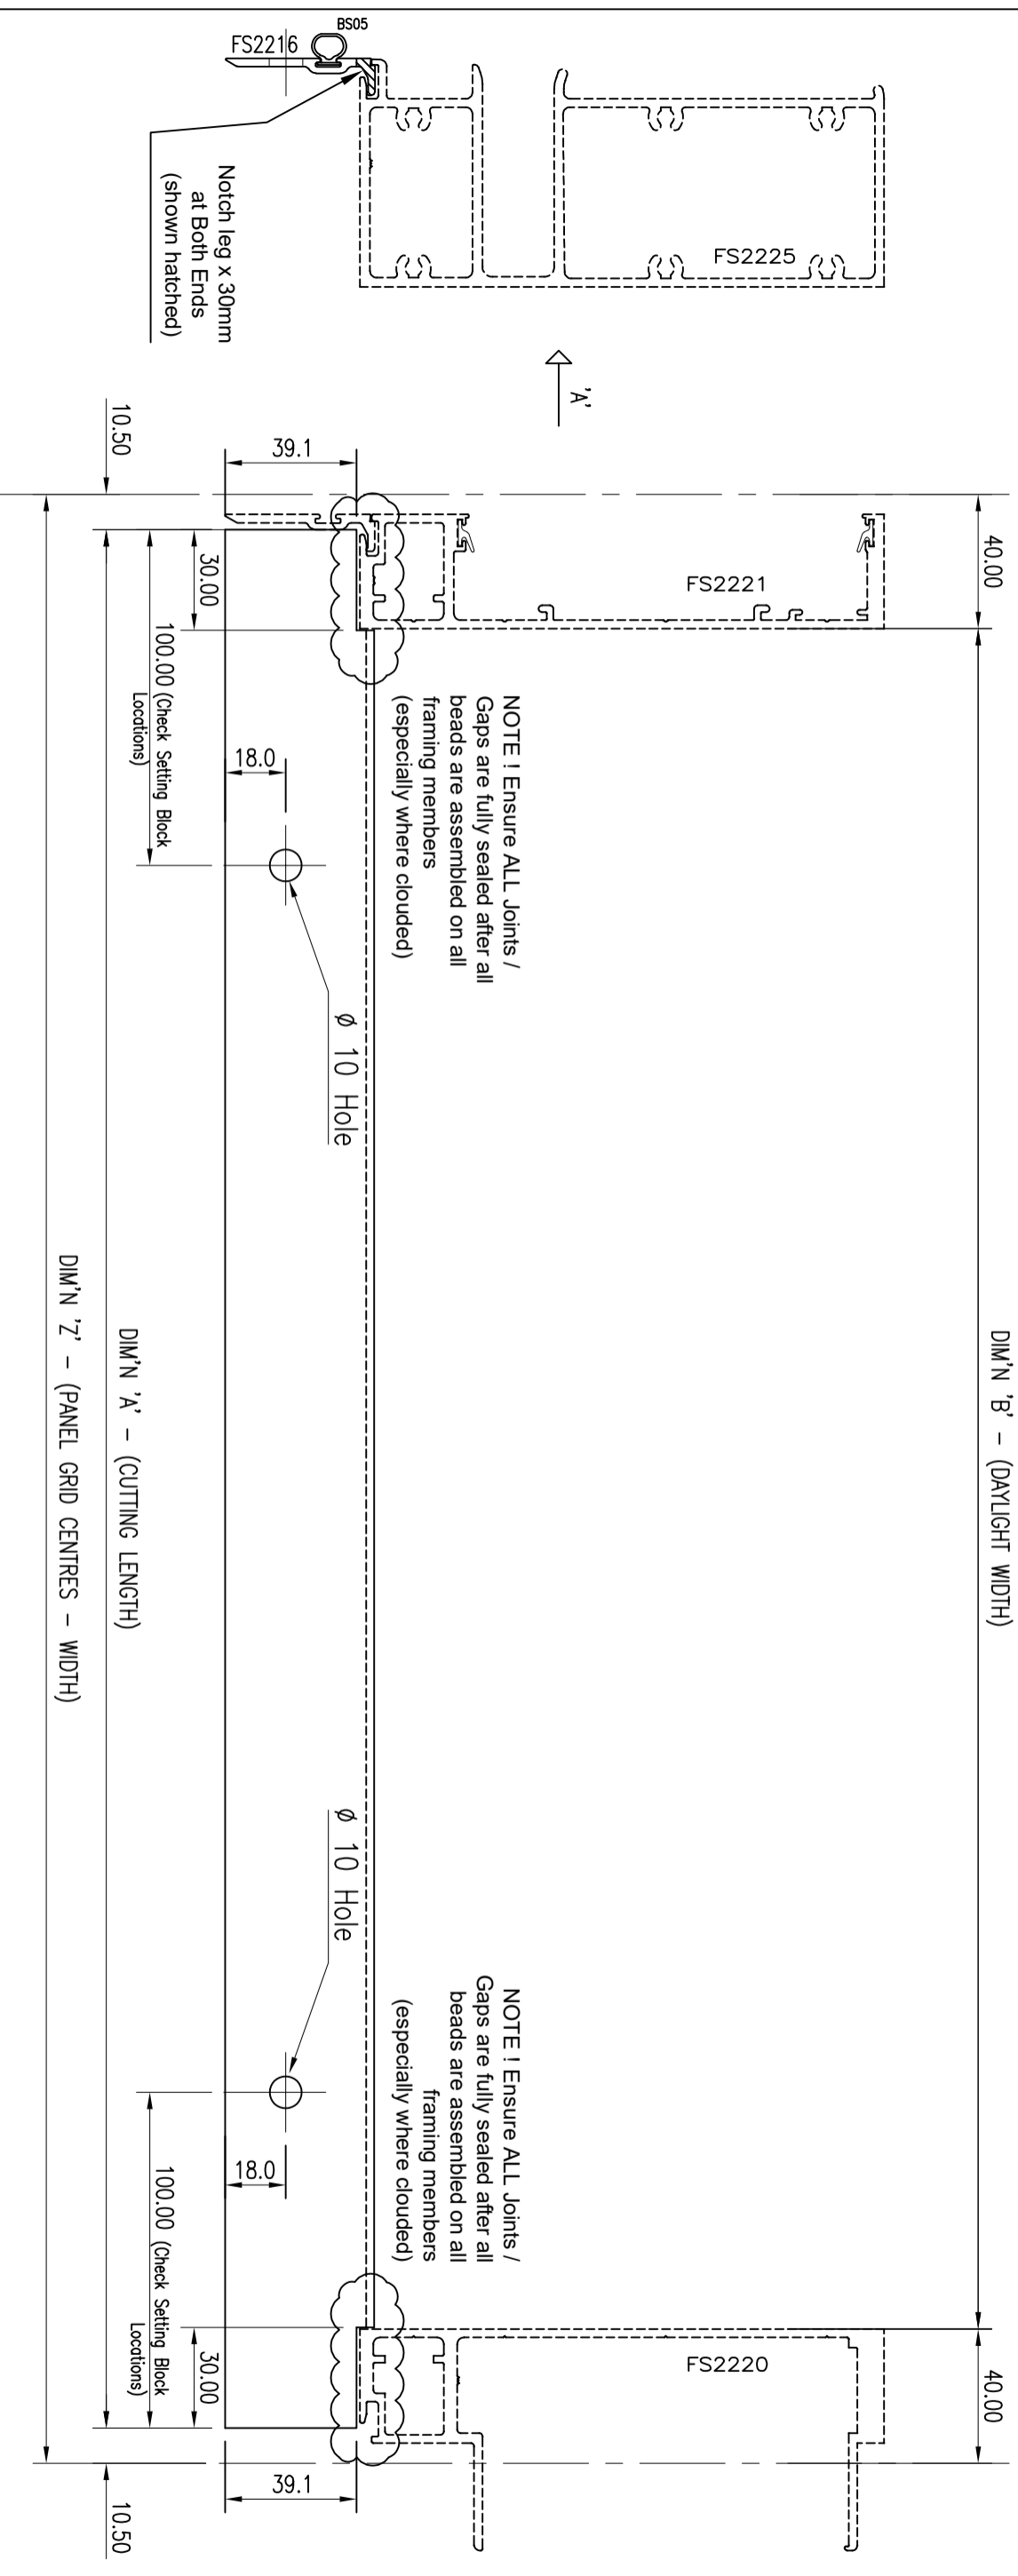 BS05
FS2216
FS2225
Notch leg x 30mm
at Both Ends
(shown hatched)
'A'
10.50
39.1
40.00
30.00
FS2221
100.00 (Check Setting Block
Locations)
18.0
NOTE ! Ensure ALL Joints /
Gaps are fully sealed after all
beads are assembled on all
framing members
(especially where clouded)
Ø 10 Hole
DIM'N 'B' - (DAYLIGHT WIDTH)
DIM'N 'A' - (CUTTING LENGTH)
DIM'N 'Z' - (PANEL GRID CENTRES - WIDTH)
Ø 10 Hole
NOTE ! Ensure ALL Joints /
Gaps are fully sealed after all
beads are assembled on all
framing members
(especially where clouded)
18.0
100.00 (Check Setting Block
Locations)
30.00
FS2220
40.00
39.1
10.50